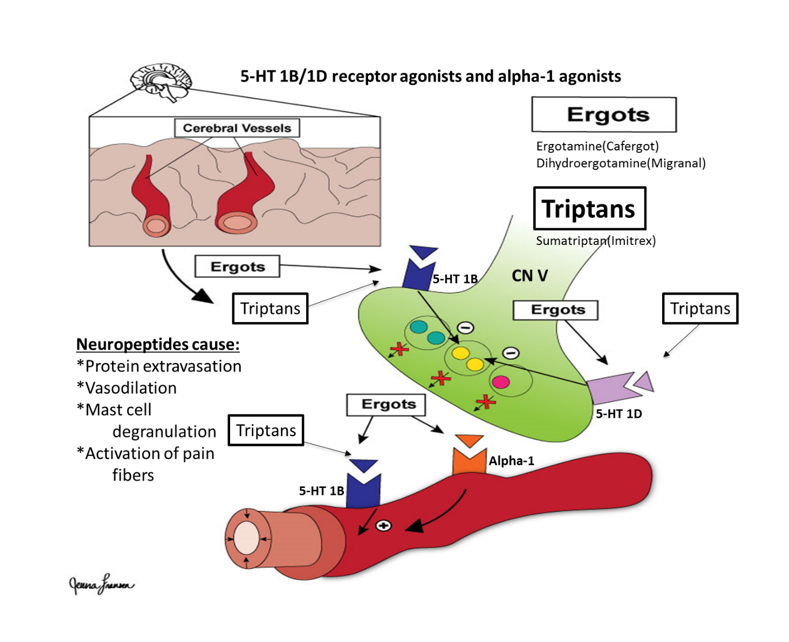 5-HT 1B/1D receptor agonists and alpha-1 agonists
Ergots
Ergotamine(Cafergot)
Dihydroergotamine(Migranal)
Cerebral Vessels
Triptans
Sumatriptan(Imitrex)
Ergots
5-HT 1B
CN V
Triptans
Ergots
Triptans
Neuropeptides cause:
*Protein extravasation
*Vasodilation
*Mast cell
degranulation
*Activation of pain
fibers
−
−
Ergots
5-HT 1D
Triptans
Alpha-1
5-HT 1B
+